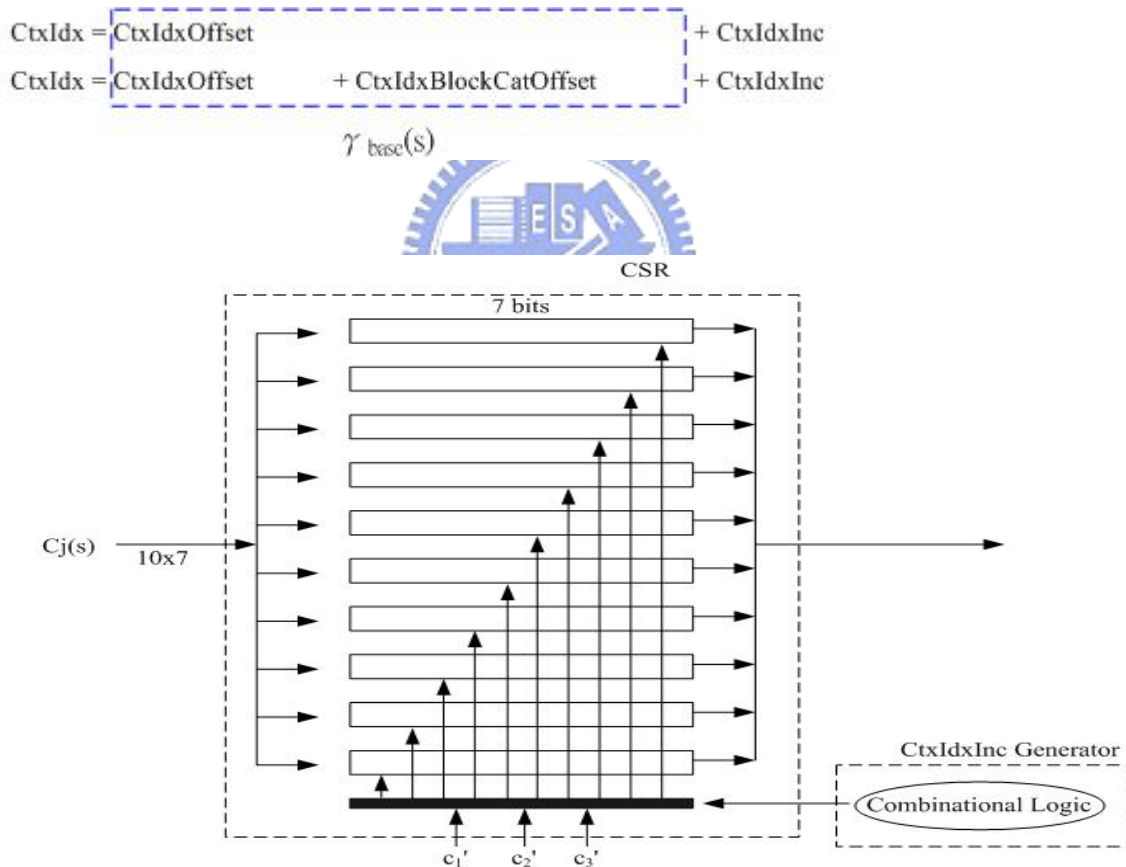 CtxIdx = CtxIdxOffset + CtxIdxInc
CtxIdx = CtxIdxOffset + CtxIdxBlockCatOffset + CtxIdxInc
γ base(s)
E S A
CSR
7 bits
Cj(s)
10x7
CtxIdxInc Generator
Combinational Logic
c1' c2' c3'